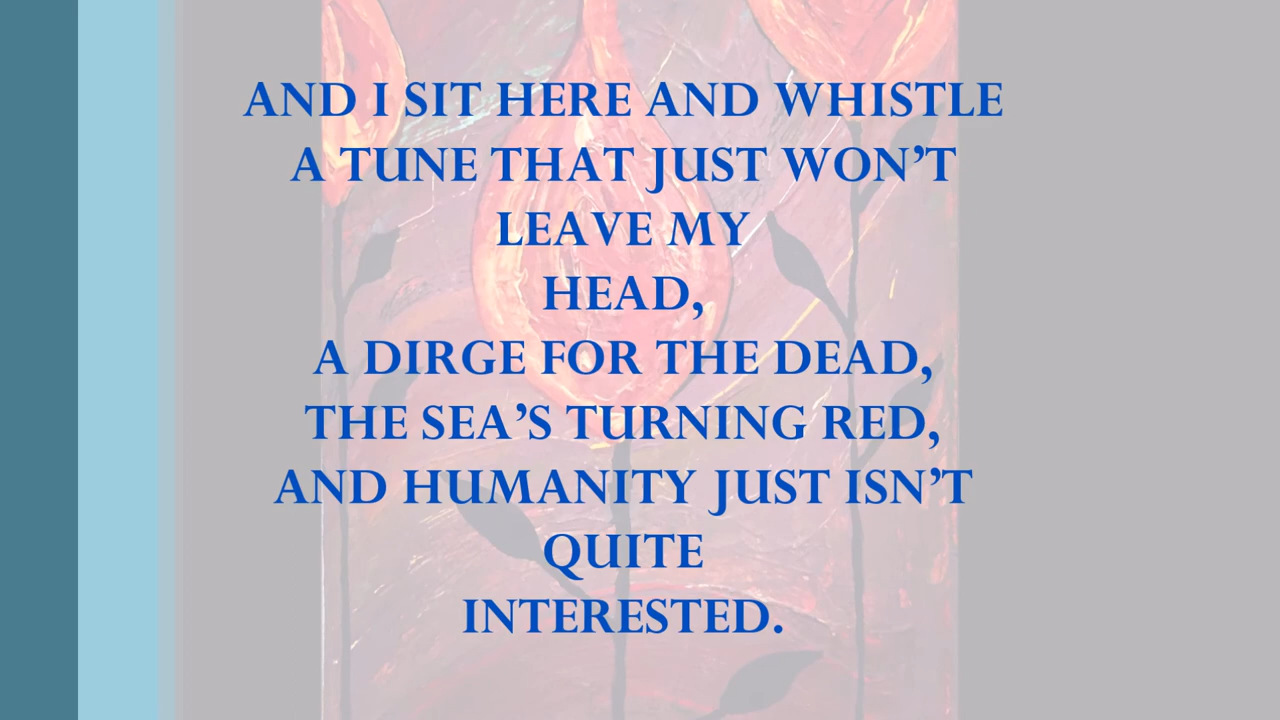 AND I SIT HERE AND WHISTLE
A TUNE THAT JUST WON’T
LEAVE MY
HEAD,
A DIRGE FOR THE DEAD,
THE SEA’S TURNING RED,
AND HUMANITY JUST ISN’T
QUITE
INTERESTED.